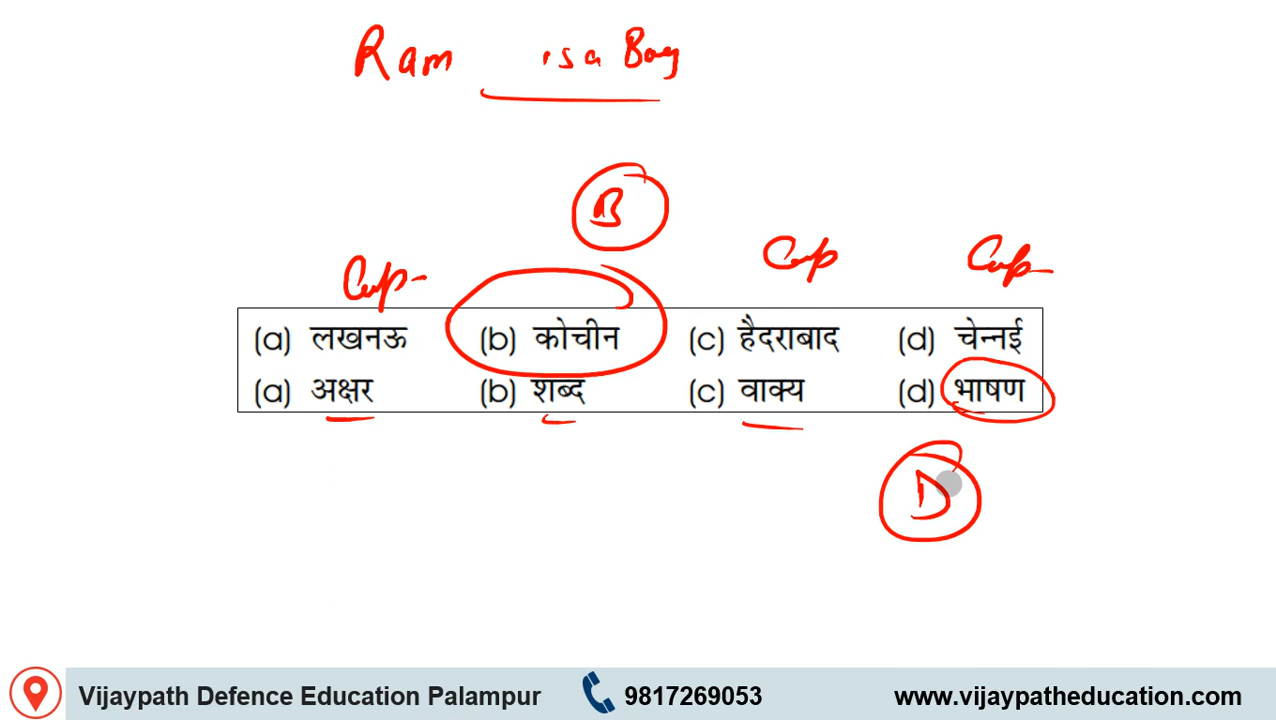 Ram is a Boy
B
Cap Cap Cap
(a) लखनऊ (b) कोचीन (c) हैदराबाद (d) चेन्नई
(a) अक्षर (b) शब्द (c) वाक्य (d) भाषण
D
Vijaypath Defence Education Palampur 9817269053 www.vijaypatheducation.com